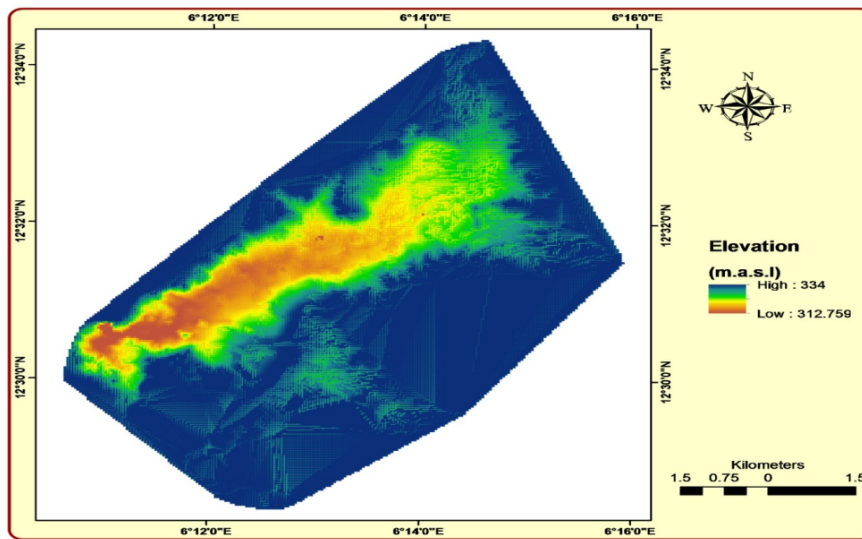 6°12'0"E 6°14'0"E 6°16'0"E
12°34'0"N 12°34'0"N
N
W E
S
12°32'0"N 12°32'0"N
Elevation
(m.a.s.l)
High : 334
Low : 312.759
12°30'0"N 12°30'0"N
Kilometers
1.5 0.75 0 1.5
6°12'0"E 6°14'0"E 6°16'0"E